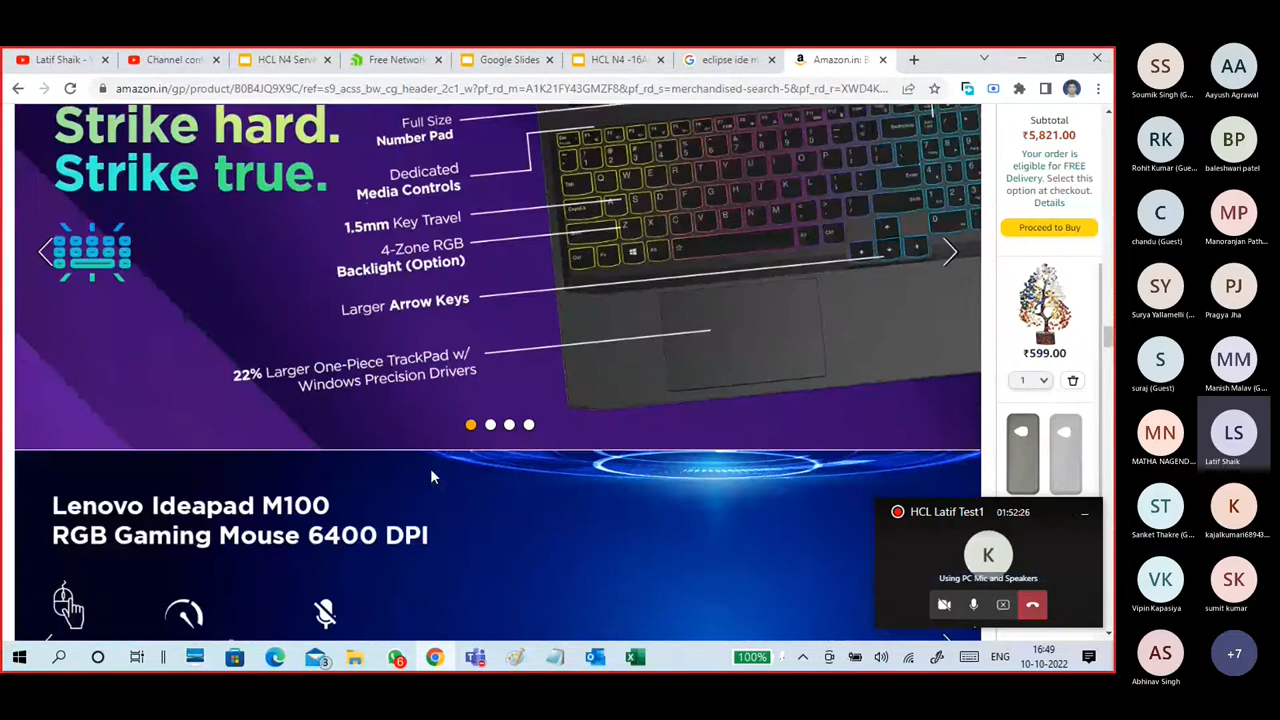 Latif Shaik - \
Channel con
HCL N4 Serve
Free Network
Google Slides
HCL N4 -16A
eclipse ide m
Amazon.in: B
amazon.in/gp/product/B0B4JQ9X9C/ref=s9_acss_bw_cg_header_2c1_w?pf_rd_m=A1K21FY43GMZF8&pf_rd_s=merchandised-search-5&pf_rd_r=XWD4K...
Strike hard.
Strike true.
Full Size
Number Pad
Dedicated
Media Controls
1.5mm Key Travel
4-Zone RGB
Backlight (Option)
Larger Arrow Keys
22% Larger One-Piece TrackPad w/
Windows Precision Drivers
Lenovo Ideapad M100
RGB Gaming Mouse 6400 DPI
Subtotal
₹5,821.00
Your order is
eligible for FREE
Delivery. Select this
option at checkout.
Details
Proceed to Buy
₹599.00
1
HCL Latif Test1 01:52:26
K
Using PC Mic and Speakers
3
6
100%
ENG
16:49
10-10-2022
SS
Soumik Singh (G...
AA
Aayush Agrawal
RK
Rohit Kumar (Gue...
BP
baleshwari patel
C
chandu (Guest)
MP
Manoranjan Path...
SY
Surya Yallamelli (...
PJ
Pragya Jha
S
suraj (Guest)
MM
Manish Malav (G...
MN
MATHA NAGEND...
LS
Latif Shaik
ST
Sanket Thakre (G...
K
kajalkumari68943...
VK
Vipin Kapasiya
SK
sumit kumar
AS
Abhinav Singh
+7